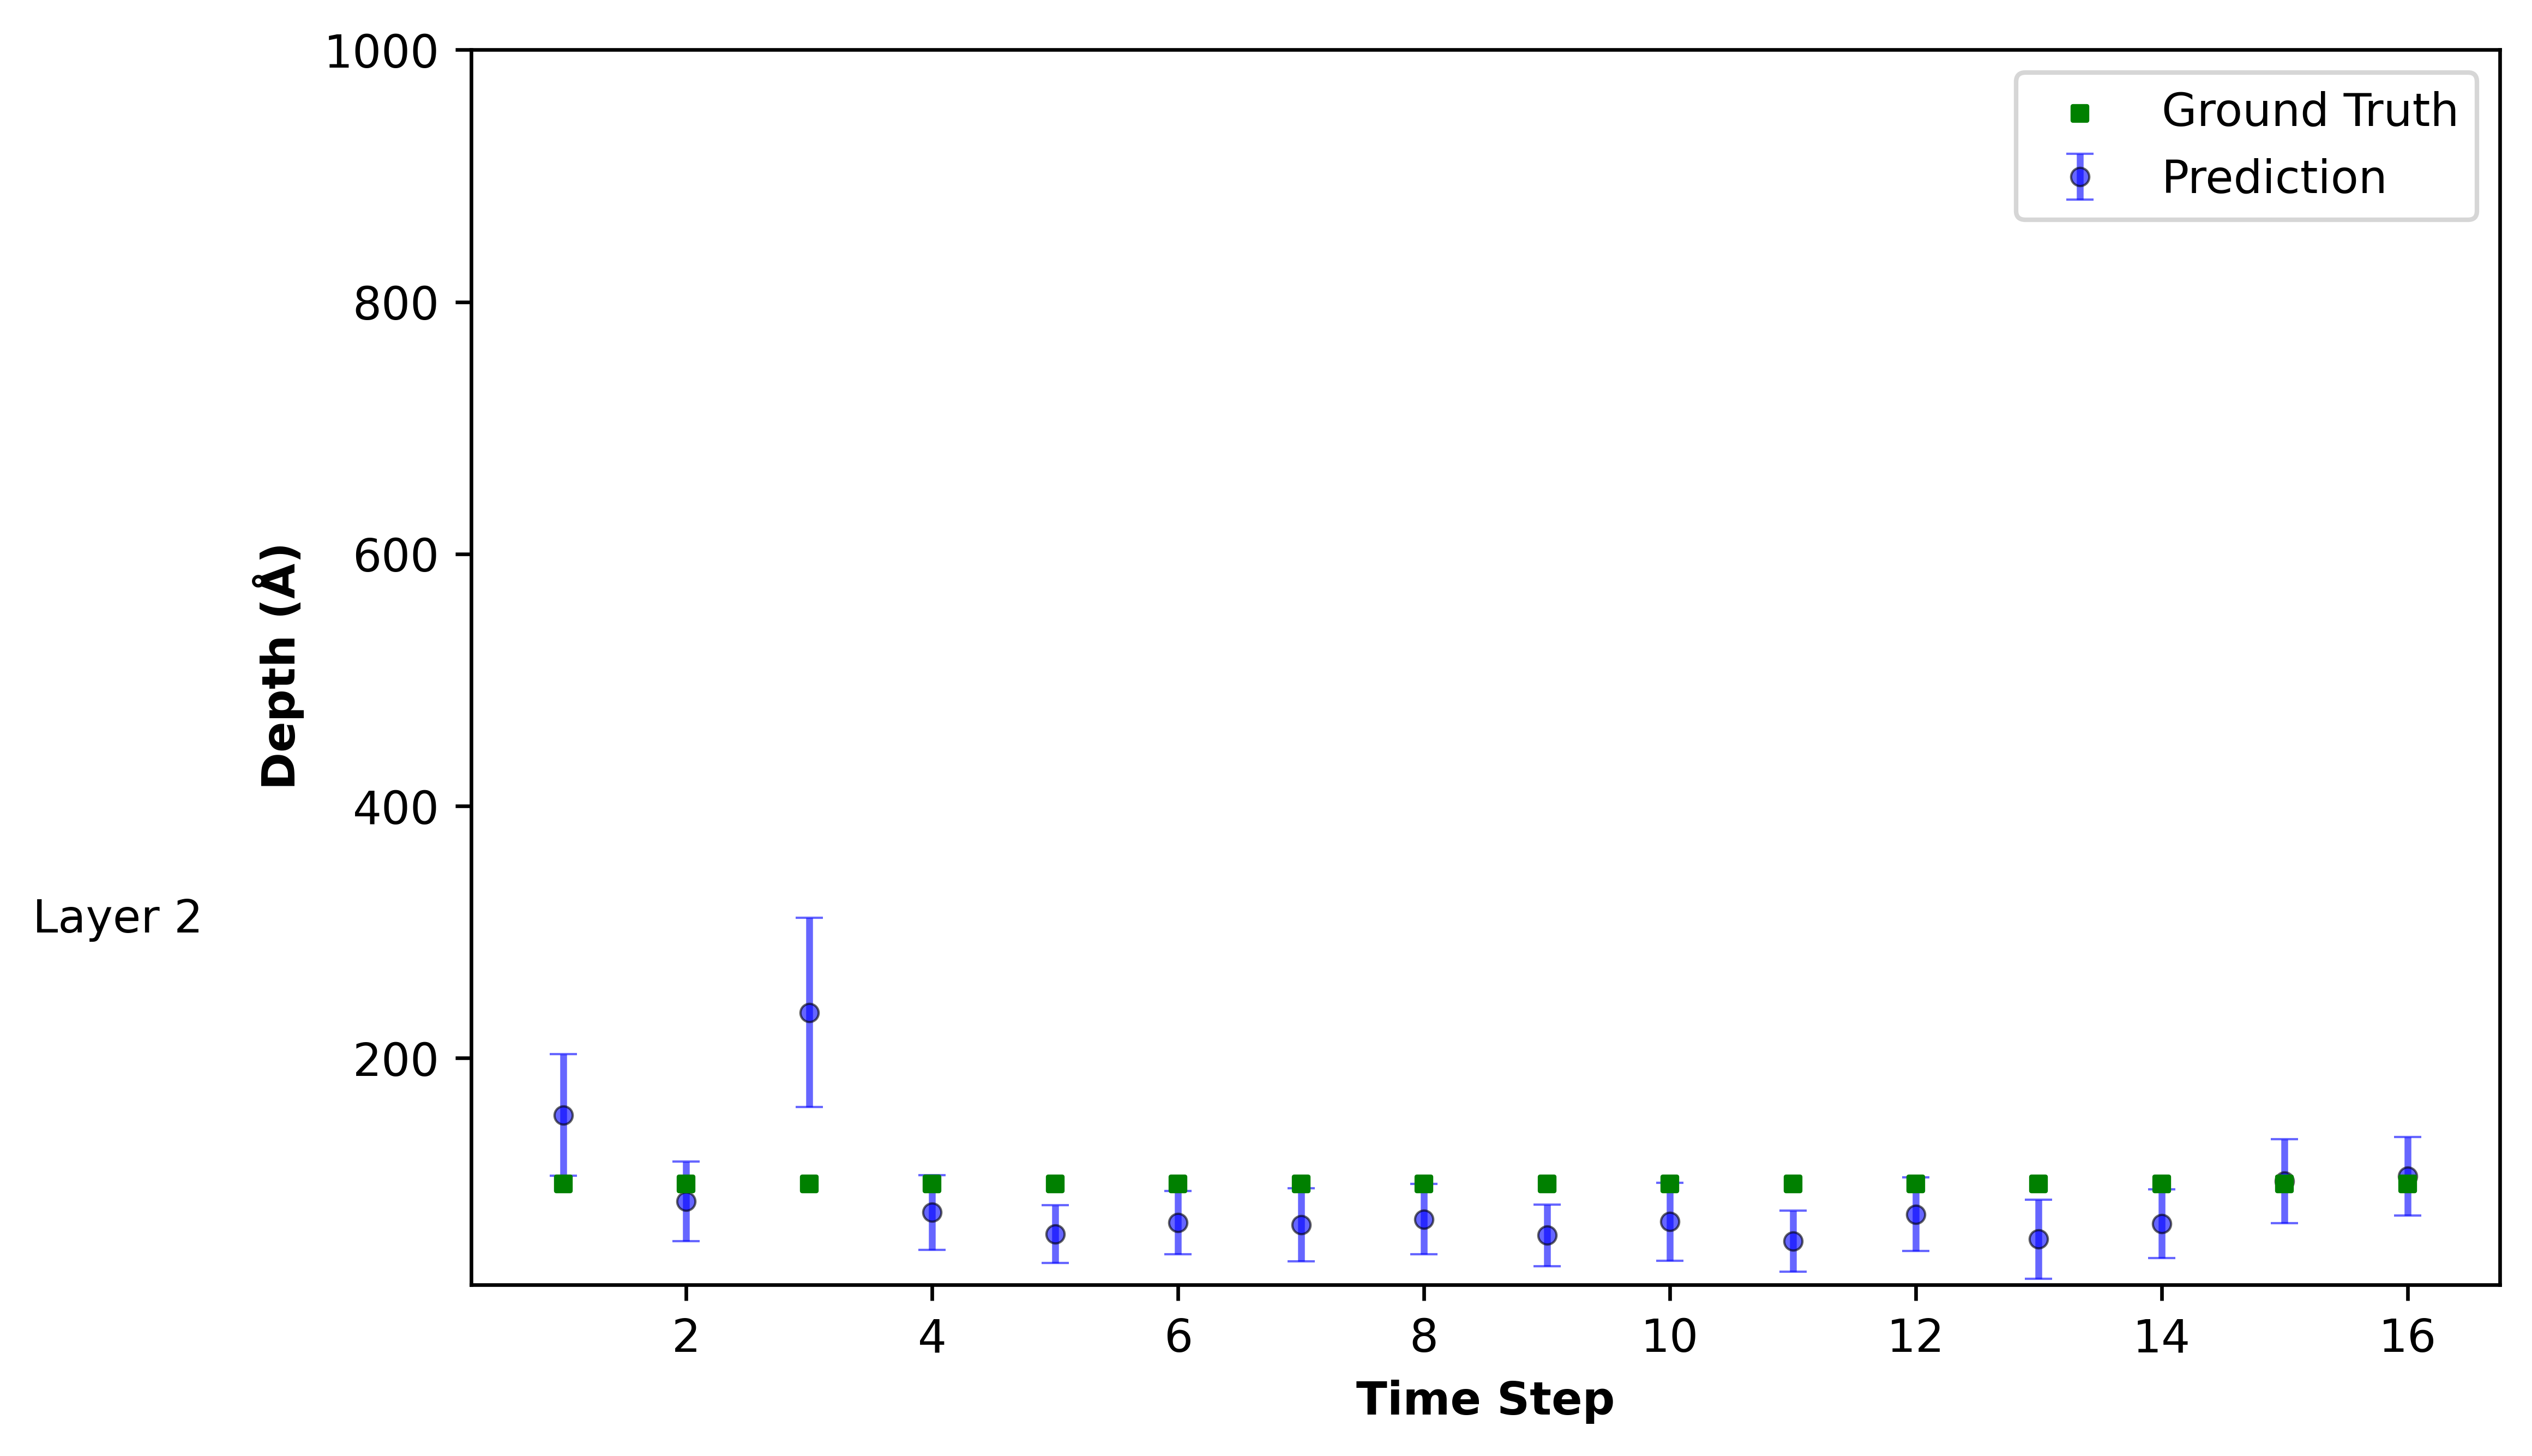 1000
800
600
400
200
Depth (Å)
Layer 2
Ground Truth
Prediction
2 4 6 8 10 12 14 16
Time Step